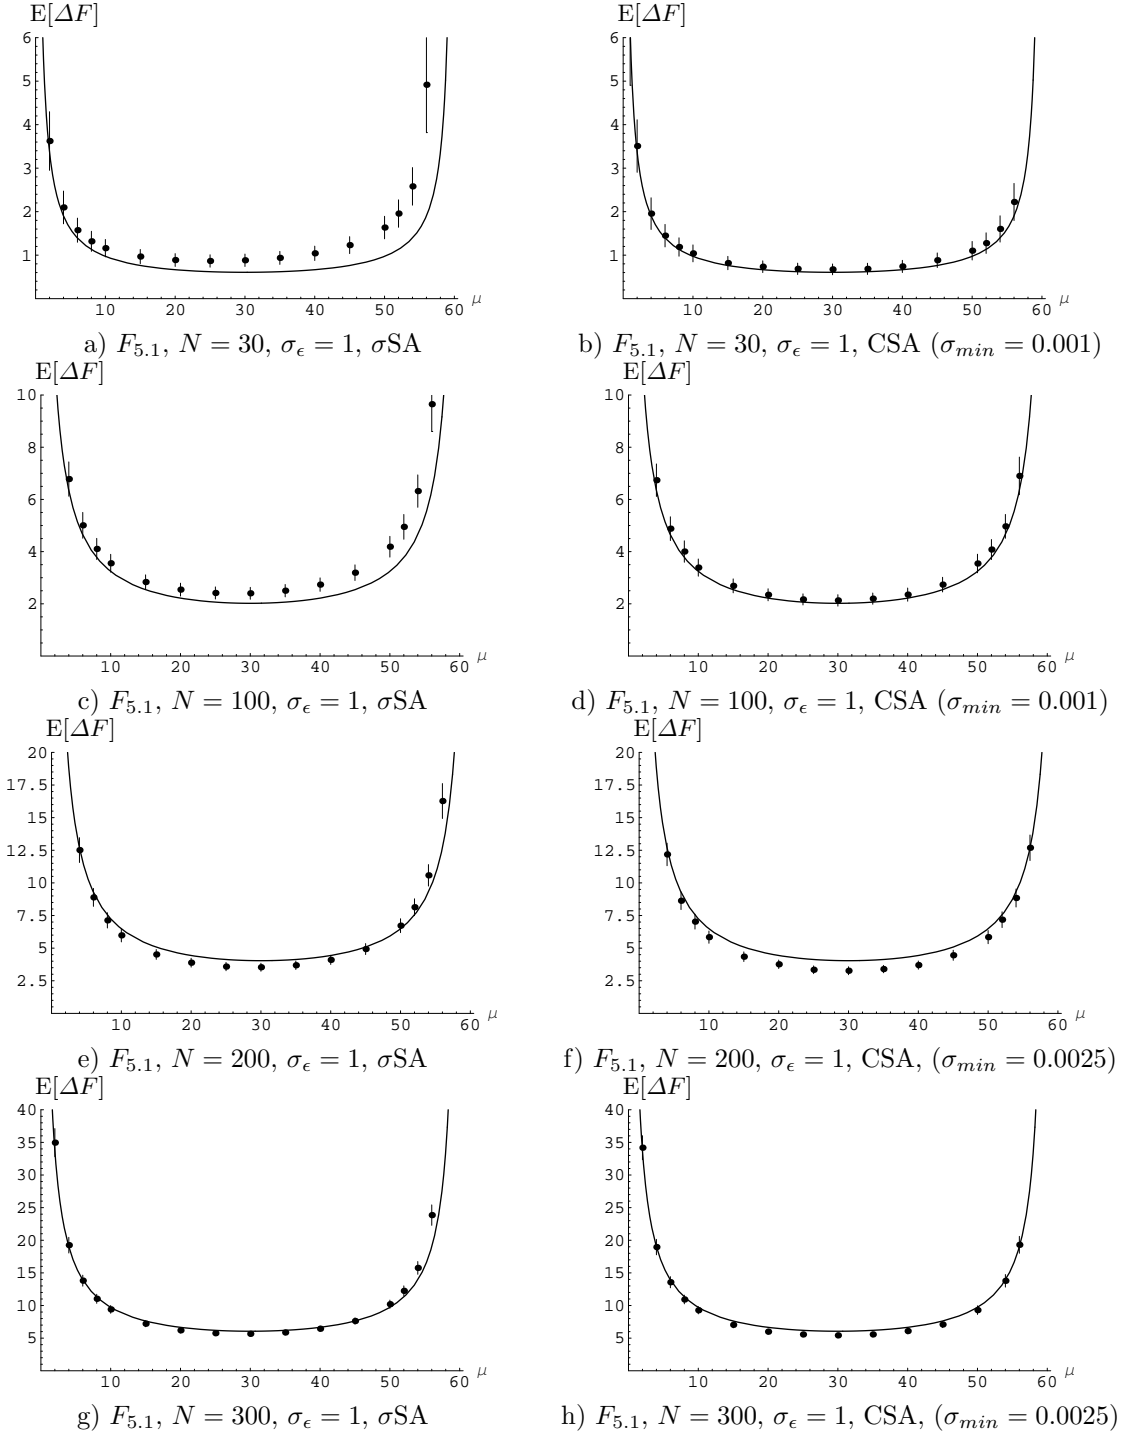 E[ΔF] E[ΔF]
6 6
5 5
4 4
3 3
2 2
1 1
10 20 30 40 50 60 μ 10 20 30 40 50 60 μ
a) F5.1, N = 30, σϵ = 1, σSA b) F5.1, N = 30, σϵ = 1, CSA (σmin = 0.001)
E[ΔF] E[ΔF]
10 10
8 8
6 6
4 4
2 2
10 20 30 40 50 60 μ 10 20 30 40 50 60 μ
c) F5.1, N = 100, σϵ = 1, σSA d) F5.1, N = 100, σϵ = 1, CSA (σmin = 0.001)
E[ΔF] E[ΔF]
20 20
17.5 17.5
15 15
12.5 12.5
10 10
7.5 7.5
5 5
2.5 2.5
10 20 30 40 50 60 μ 10 20 30 40 50 60 μ
e) F5.1, N = 200, σϵ = 1, σSA f) F5.1, N = 200, σϵ = 1, CSA, (σmin = 0.0025)
E[ΔF] E[ΔF]
40 40
35 35
30 30
25 25
20 20
15 15
10 10
5 5
10 20 30 40 50 60 μ 10 20 30 40 50 60 μ
g) F5.1, N = 300, σϵ = 1, σSA h) F5.1, N = 300, σϵ = 1, CSA, (σmin = 0.0025)